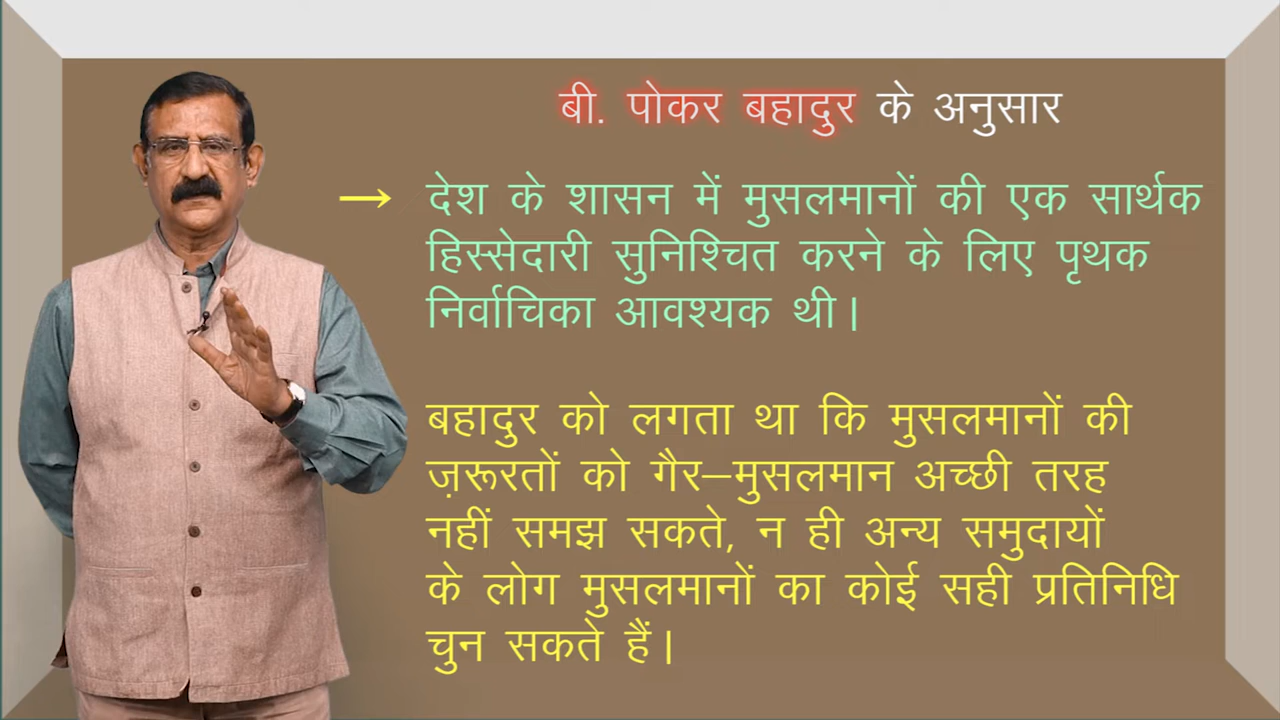 बी. पोकर बहादुर के अनुसार
→ देश के शासन में मुसलमानों की एक सार्थक
हिस्सेदारी सुनिश्चित करने के लिए पृथक
निर्वाचिका आवश्यक थी।
बहादुर को लगता था कि मुसलमानों की
ज़रूरतों को गैर–मुसलमान अच्छी तरह
नहीं समझ सकते, न ही अन्य समुदायों
के लोग मुसलमानों का कोई सही प्रतिनिधि
चुन सकते हैं।